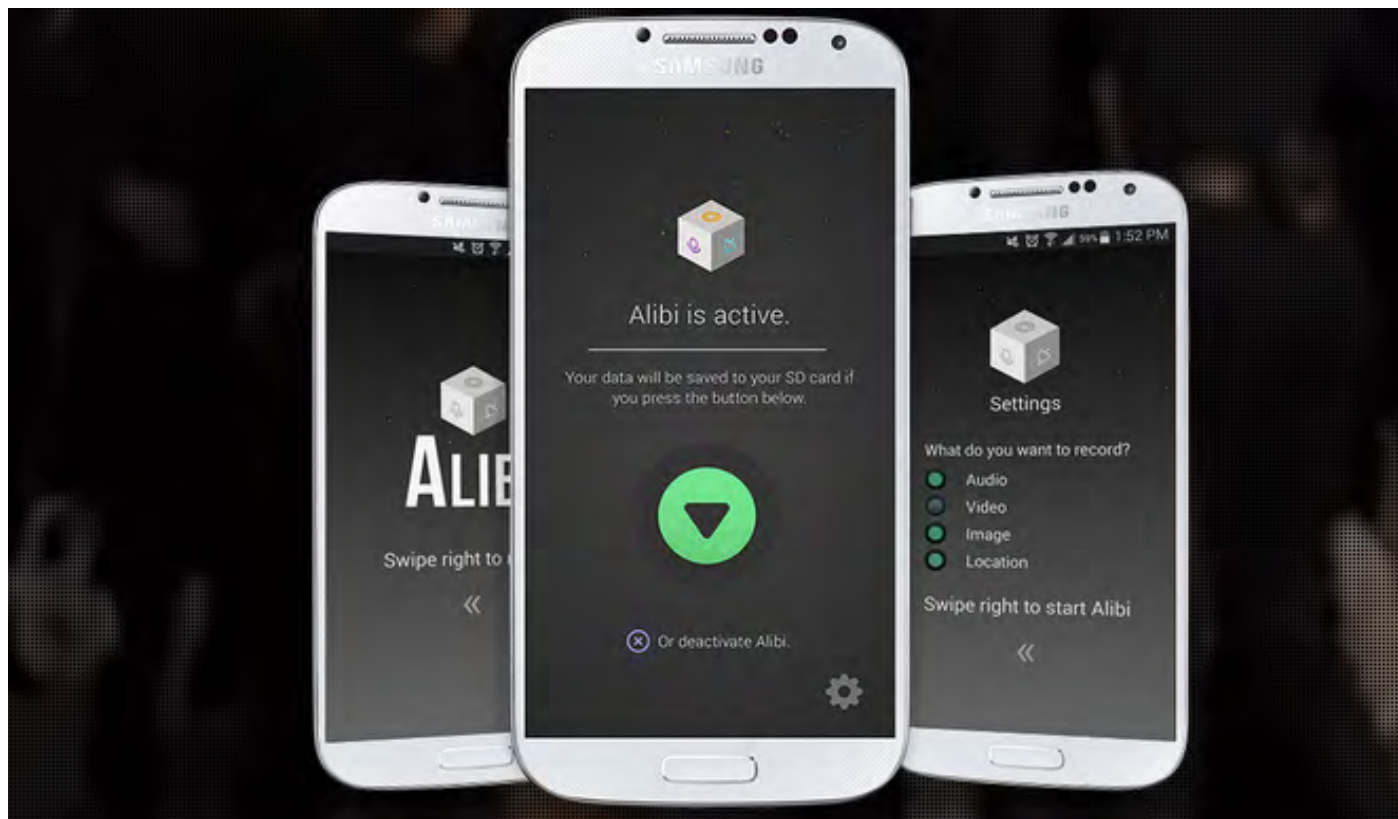 SAMSUNG
Alibi is active.
Your data will be saved to your SD card if
you press the button below.
Or deactivate Alibi.
Swipe right to
59% 1:52 PM
Settings
What do you want to record?
Audio
Video
Image
Location
Swipe right to start Alibi